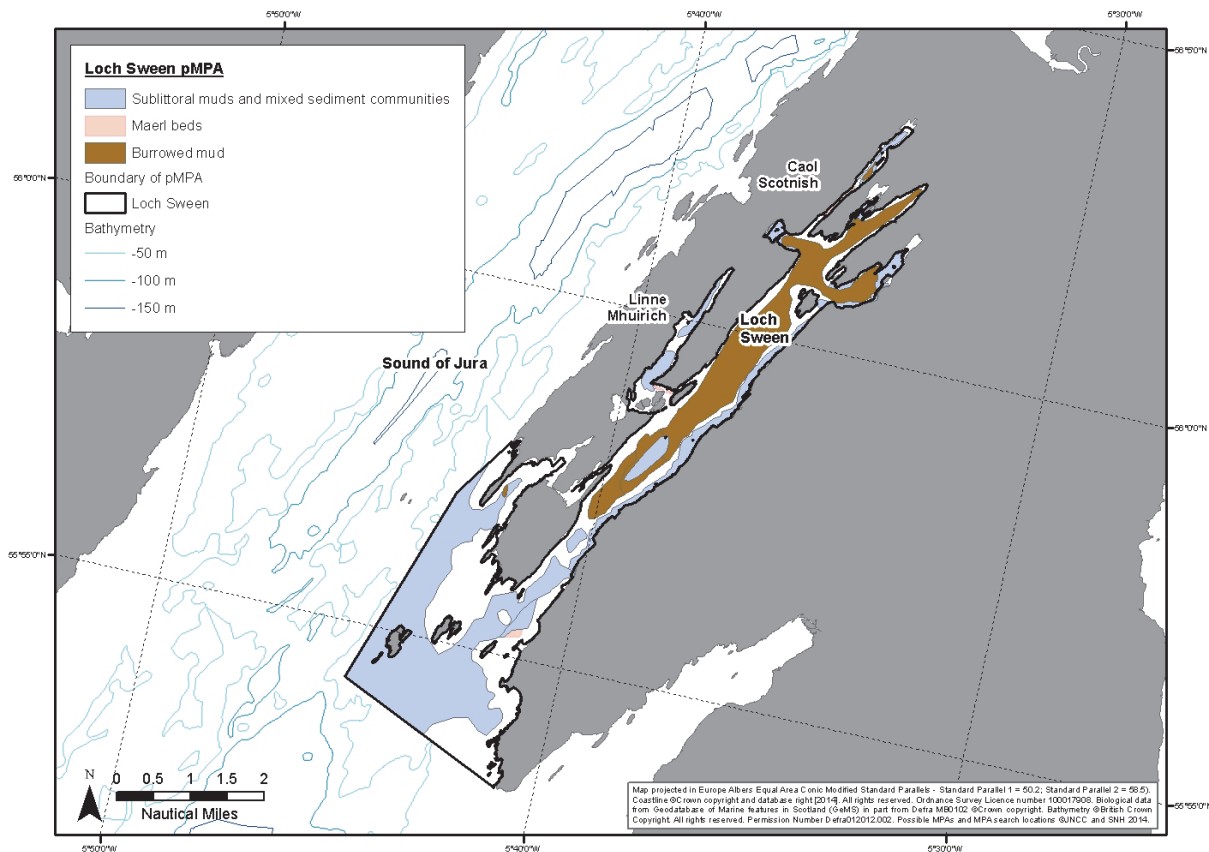 5°50'0"W
5°40'0"W
5°30'0"W
56°5'0"N
56°0'0"N
Loch Sween pMPA
Sublittoral muds and mixed sediment communities
Maerl beds
Burrowed mud
Boundary of pMPA
Loch Sween
Bathymetry
-50 m
-100 m
-150 m
Caol
Scotnish
Linne
Mhuirich
Loch
Sween
Sound of Jura
56°0'0"N
55°55'0"N
N
0 0.5 1 1.5 2
Nautical Miles
Map projected in Europe Albers Equal Area Conic Modified Standard Parallels - Standard Parallel 1 = 50.2; Standard Parallel 2 = 58.5).
Coastline ©Crown copyright and database right [2014]. All rights reserved. Ordnance Survey Licence number 100017908. Biological data
from Geodatabase of Marine features in Scotland (GeMS) in part from Defra MB0102 ©Crown copyright. Bathymetry ©British Crown
Copyright. All rights reserved. Permission Number Defra012012.002. Possible MPAs and MPA search locations ©JNCC and SNH 2014.
55°55'0"N
5°50'0"W
5°40'0"W
5°30'0"W